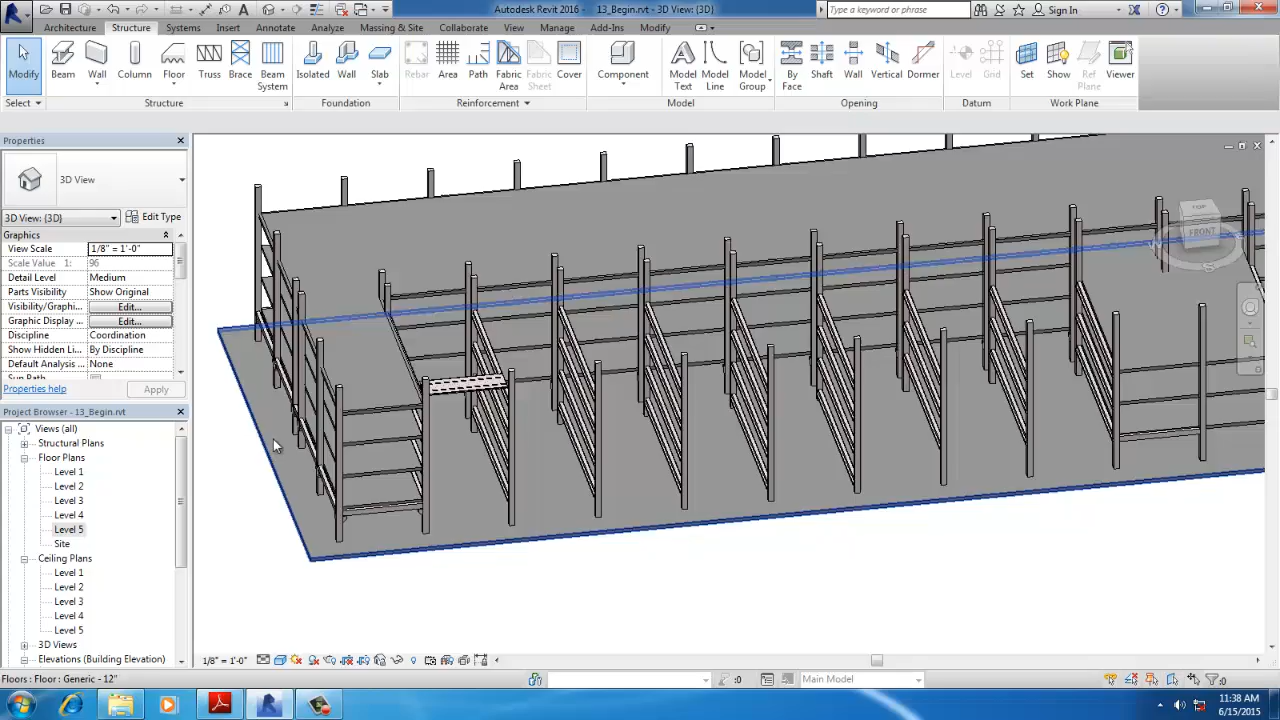 Autodesk Revit 2016 - 13_Begin.rvt - 3D View: {3D}
Type a keyword or phrase
Sign In
Architecture Structure Systems Insert Annotate Analyze Massing & Site Collaborate View Manage Add-Ins Modify
Modify Beam Wall Column Floor Truss Brace Beam System Isolated Wall Slab Rebar Area Path Fabric Area Fabric Sheet Cover Component Model Text Model Line Model Group By Face Shaft Wall Vertical Dormer Level Grid Set Show Ref Plane Viewer
Select Structure Foundation Reinforcement Model Opening Datum Work Plane
Properties
3D View
3D View: {3D} Edit Type
Graphics
View Scale 1/8" = 1'-0"
Scale Value 1: 96
Detail Level Medium
Parts Visibility Show Original
Visibility/Graphi... Edit...
Graphic Display ... Edit...
Discipline Coordination
Show Hidden Li... By Discipline
Default Analysis ... None
Properties help Apply
Project Browser - 13_Begin.rvt
Views (all)
Structural Plans
Floor Plans
Level 1
Level 2
Level 3
Level 4
Level 5
Site
Ceiling Plans
Level 1
Level 2
Level 3
Level 4
Level 5
3D Views
Elevations (Building Elevation)
TOP
FRONT
S
1/8" = 1'-0"
Floors : Floor : Generic - 12"
:0
Main Model
:0
11:38 AM
6/15/2015